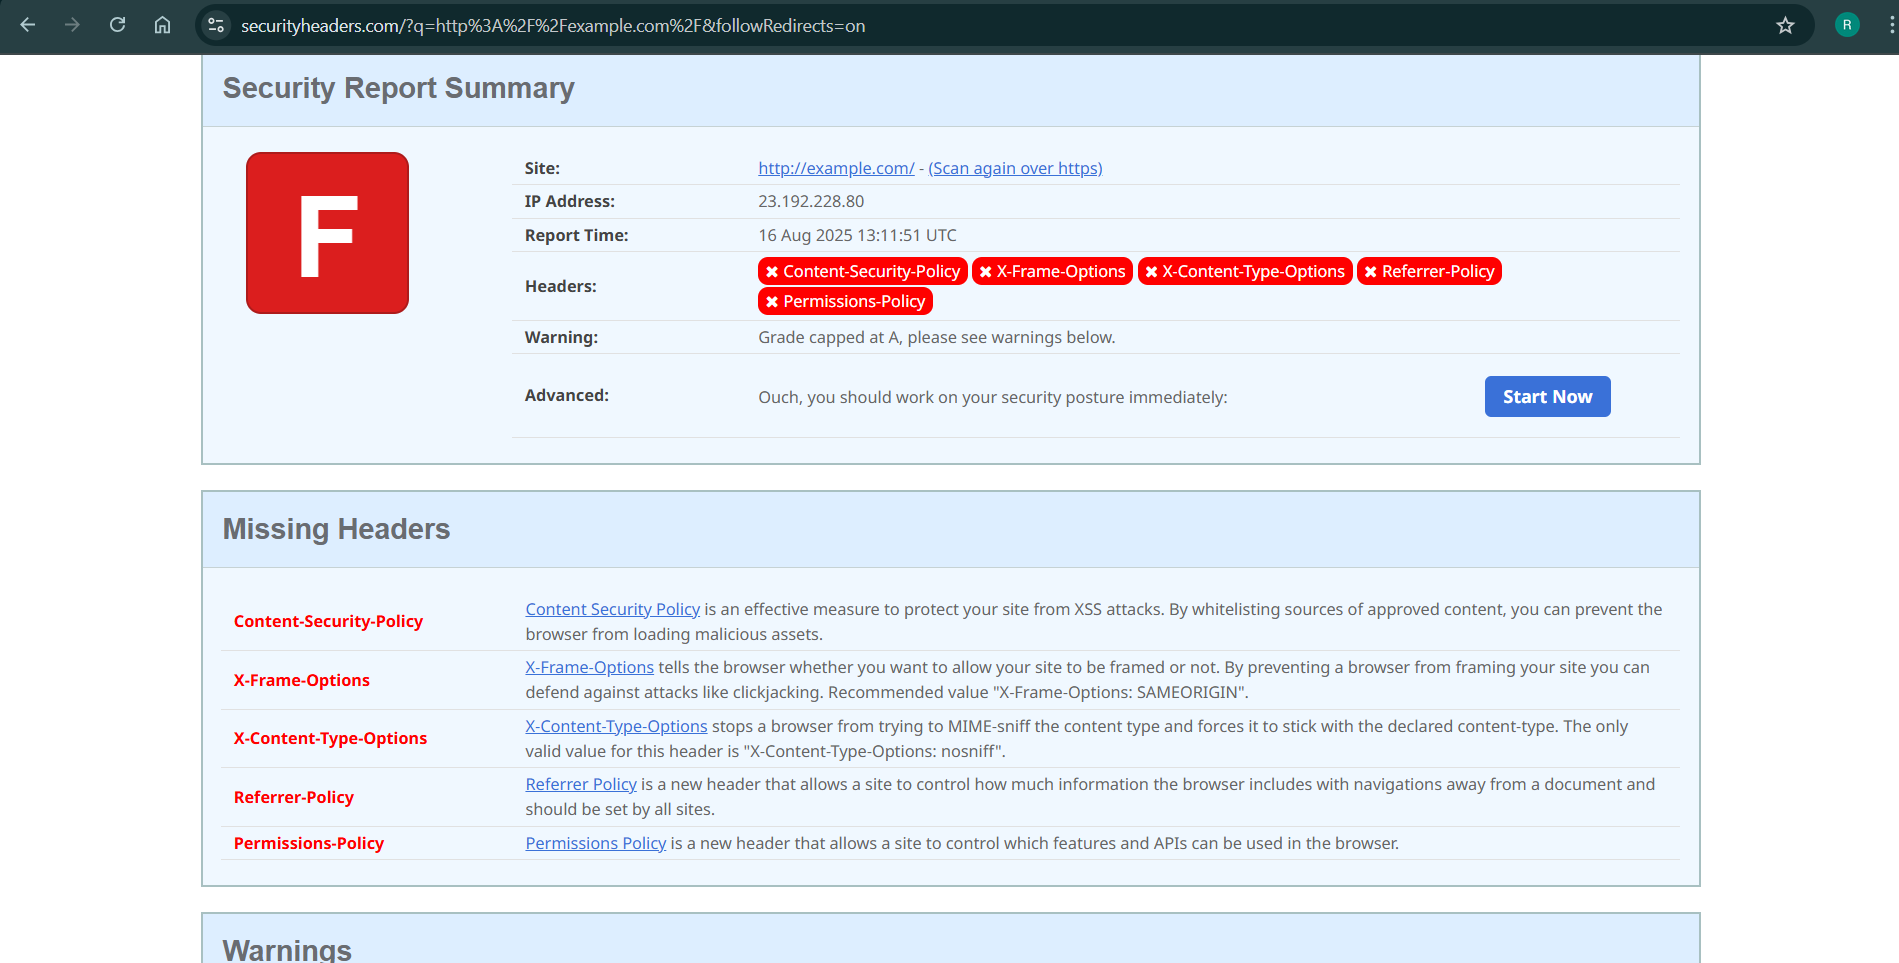 securityheaders.com/?q=http%3A%2F%2Fexample.com%2F&followRedirects=on
R
Security Report Summary
F
Site: http://example.com/ - (Scan again over https)
IP Address: 23.192.228.80
Report Time: 16 Aug 2025 13:11:51 UTC
Headers: ✖ Content-Security-Policy ✖ X-Frame-Options ✖ X-Content-Type-Options ✖ Referrer-Policy
✖ Permissions-Policy
Warning: Grade capped at A, please see warnings below.
Advanced: Ouch, you should work on your security posture immediately: Start Now
Missing Headers
Content-Security-Policy Content Security Policy is an effective measure to protect your site from XSS attacks. By whitelisting sources of approved content, you can prevent the
browser from loading malicious assets.
X-Frame-Options X-Frame-Options tells the browser whether you want to allow your site to be framed or not. By preventing a browser from framing your site you can
defend against attacks like clickjacking. Recommended value "X-Frame-Options: SAMEORIGIN".
X-Content-Type-Options X-Content-Type-Options stops a browser from trying to MIME-sniff the content type and forces it to stick with the declared content-type. The only
valid value for this header is "X-Content-Type-Options: nosniff".
Referrer-Policy Referrer Policy is a new header that allows a site to control how much information the browser includes with navigations away from a document and
should be set by all sites.
Permissions-Policy Permissions Policy is a new header that allows a site to control which features and APIs can be used in the browser.
Warnings